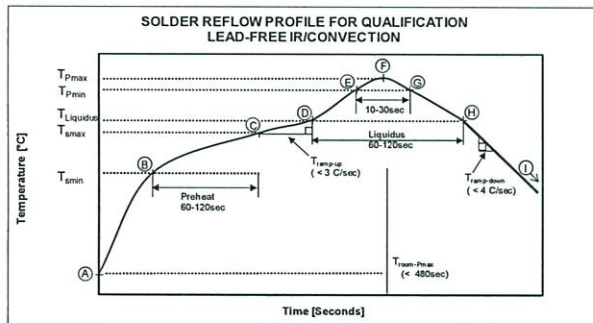 SOLDER REFLOW PROFILE FOR QUALIFICATION
LEAD-FREE IR/CONVECTION
Temperature [°C]
TPmax
TPmin
TLiquidus
Tsmax
Tsmin
A
B
C
D
E
F
G
H
I
10-30sec
Liquidus
60-120sec
Tramp-up
(< 3 C/sec)
Tramp-down
(< 4 C/sec)
Preheat
60-120sec
Troom-Pmax
(< 480sec)
Time [Seconds]